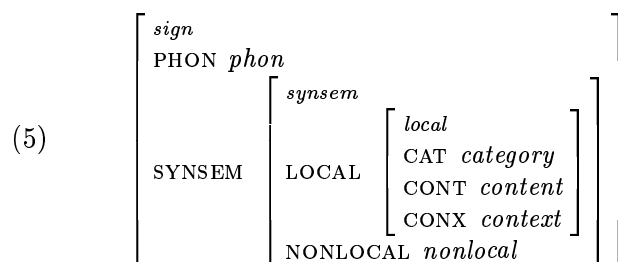 sign
PHON phon
synsem
local
(5)
CAT category
SYNSEM LOCAL
CONT content
CONX context
NONLOCAL nonlocal